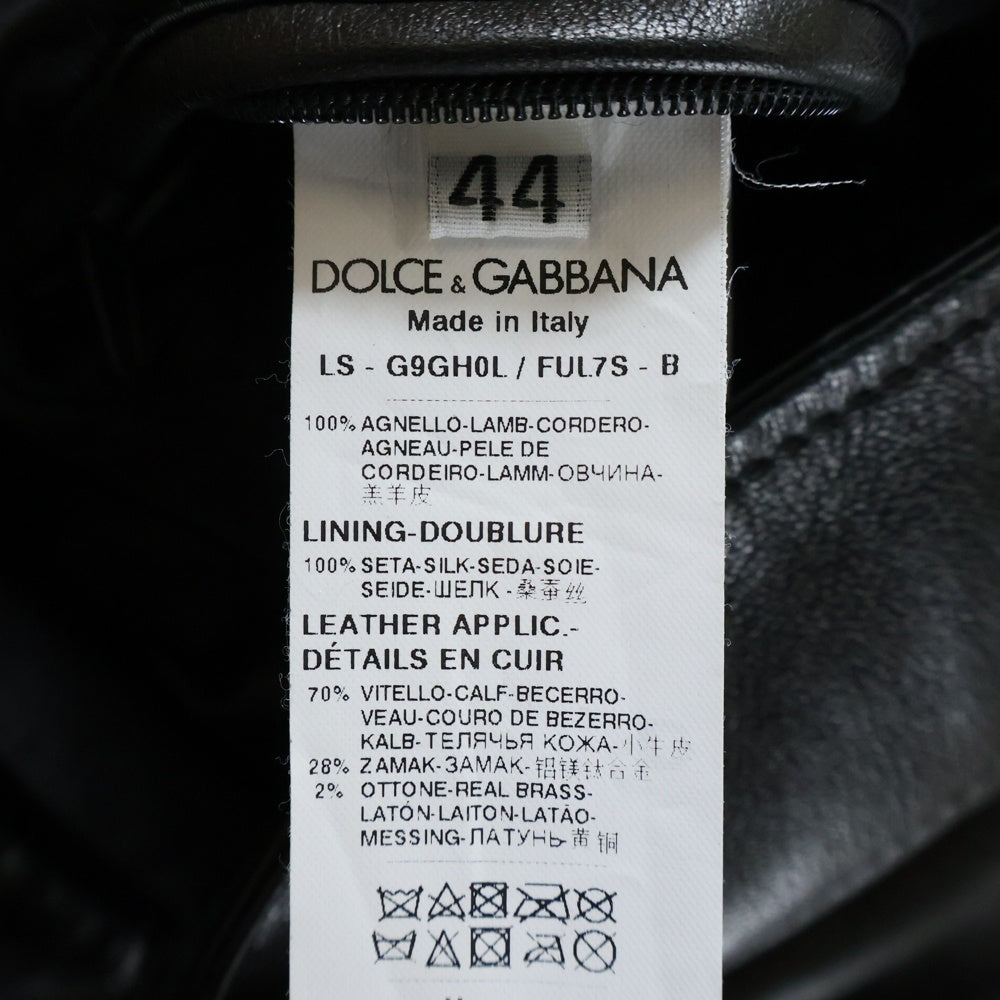 44
DOLCE & GABBANA
Made in Italy
LS - G9GH0L / FUL7S - B
100% AGNELLO-LAMB-CORDERO-
AGNEAU-PELE DE
CORDEIRO-LAMM-ОВЧИНА-
羔羊皮
LINING-DOUBLURE
100% SETA-SILK-SEDA-SOIE-
SEIDE-ШЕЛК -桑蚕丝
LEATHER APPLIC.-
DÉTAILS EN CUIR
70% VITELLO-CALF-BECERRO-
VEAU-COURO DE BEZERRO-
KALB-ТЕЛЯЧЬЯ КОЖА-小牛皮
28% ZAMAK-ЗАМАК-铝镁钛合金
2% OTTONE-REAL BRASS-
LATÓN-LAITON-LATÃO-
MESSING-ЛАТУНЬ-黄铜